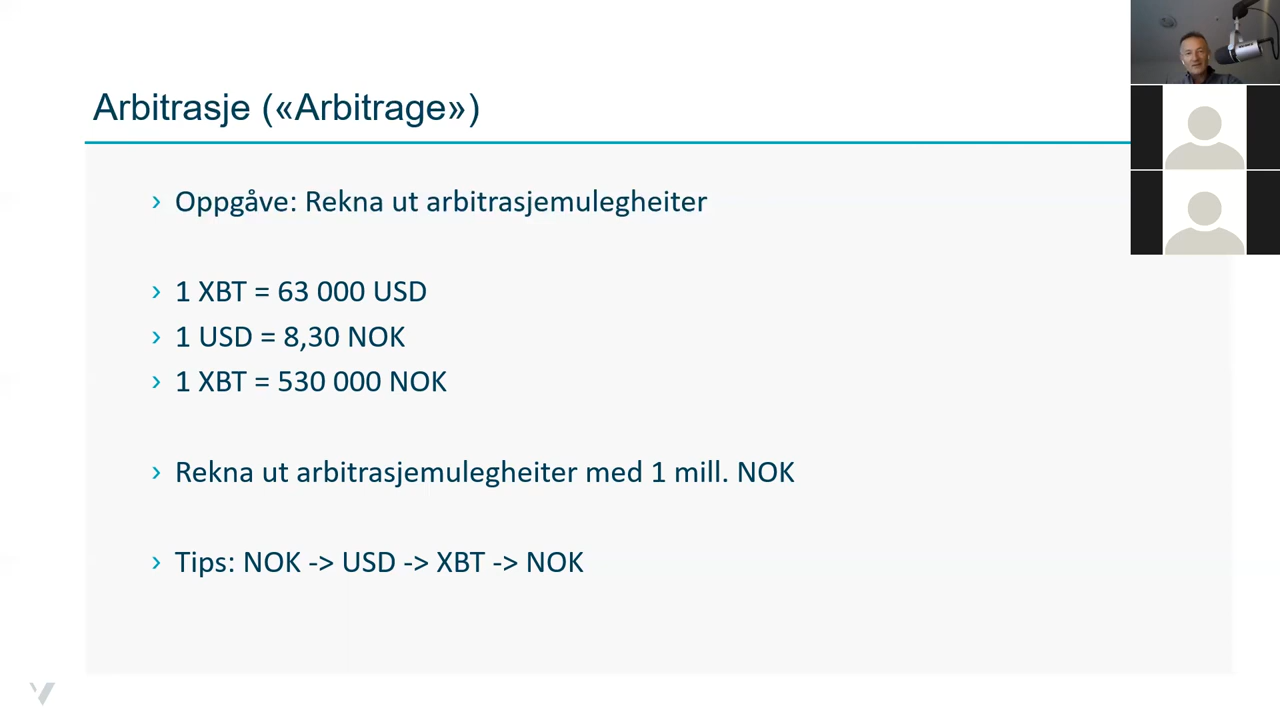 Arbitrasje («Arbitrage»)
› Oppgåve: Rekna ut arbitrasjemulegheiter
› 1 XBT = 63 000 USD
› 1 USD = 8,30 NOK
› 1 XBT = 530 000 NOK
› Rekna ut arbitrasjemulegheiter med 1 mill. NOK
› Tips: NOK -> USD -> XBT -> NOK